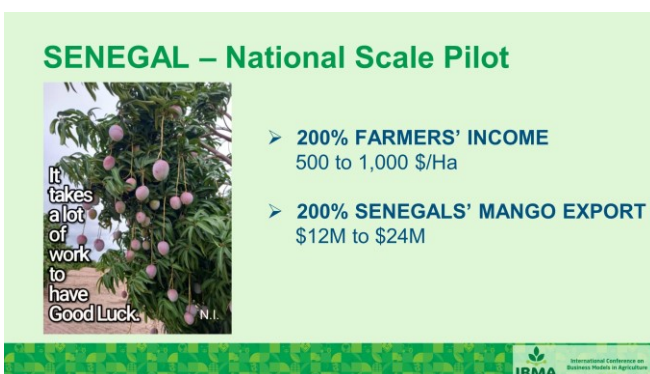 SENEGAL – National Scale Pilot
It
takes
a lot
of
work
to
have
Good Luck.
N.I.
➢ 200% FARMERS’ INCOME
500 to 1,000 $/Ha
➢ 200% SENEGALS’ MANGO EXPORT
$12M to $24M
IBMA
International Conference on
Business Models in Agriculture